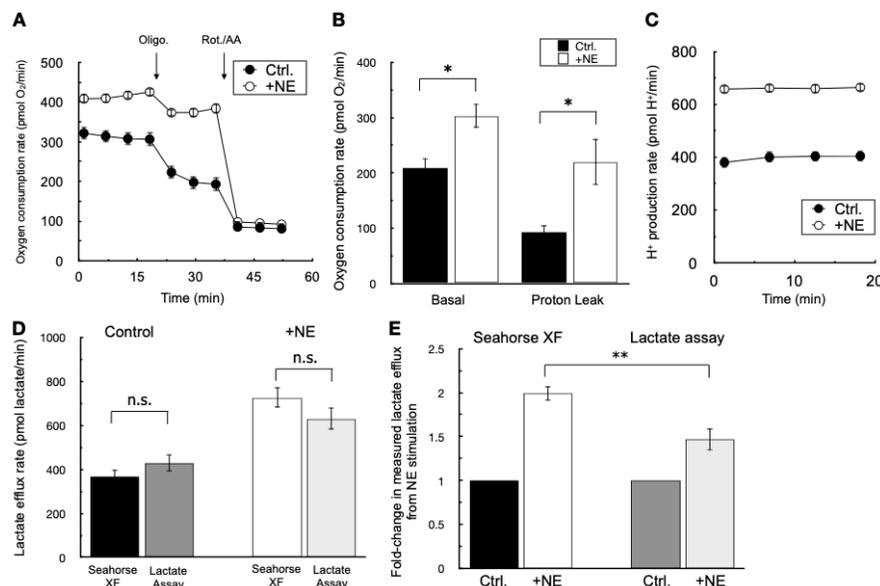 A
Oligo.
Rot./AA
Oxygen consumption rate (pmol O₂/min)
500
400
300
200
100
0
Ctrl.
+NE
0
15
30
45
60
Time (min)
B
Oxygen consumption rate (pmol O₂/min)
400
300
200
100
0
Ctrl.
+NE
*
*
Basal
Proton Leak
C
H⁺ production rate (pmol H⁺/min)
800
600
400
200
0
Ctrl.
+NE
0
10
20
Time (min)
D
Control
+NE
Lactate efflux rate (pmol lactate/min)
1000
800
600
400
200
0
n.s.
n.s.
Seahorse
XF
Lactate
Assay
Seahorse
XF
Lactate
Assay
E
Seahorse XF
Lactate assay
Fold-change in measured lactate efflux
from NE stimulation
2.5
2
1.5
1
0.5
0
**
Ctrl.
+NE
Ctrl.
+NE